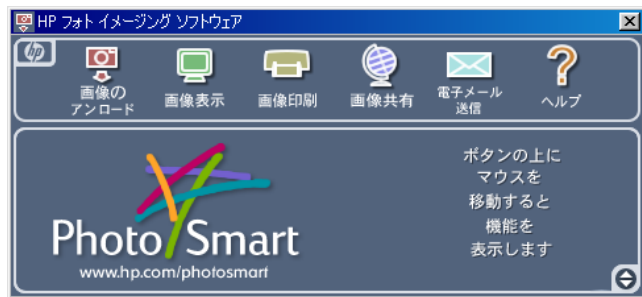 HP フォト イメージング ソフトウェア
hp
画像の
アンロード
画像表示
画像印刷
画像共有
電子メール
送信
ヘルプ
Photo Smart
www.hp.com/photosmart
ボタンの上に
マウスを
移動すると
機能を
表示します